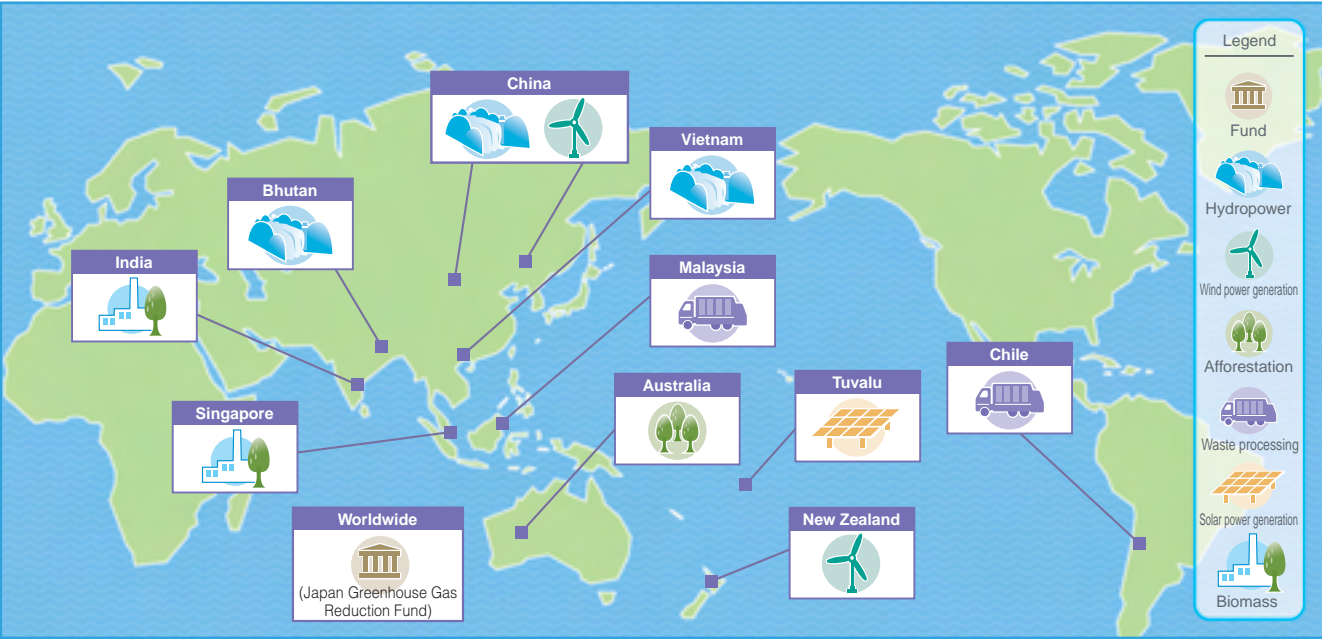 China
Vietnam
Bhutan
India
Malaysia
Chile
Australia
Tuvalu
Singapore
Worldwide
(Japan Greenhouse Gas
Reduction Fund)
New Zealand
Legend
Fund
Hydropower
Wind power generation
Afforestation
Waste processing
Solar power generation
Biomass